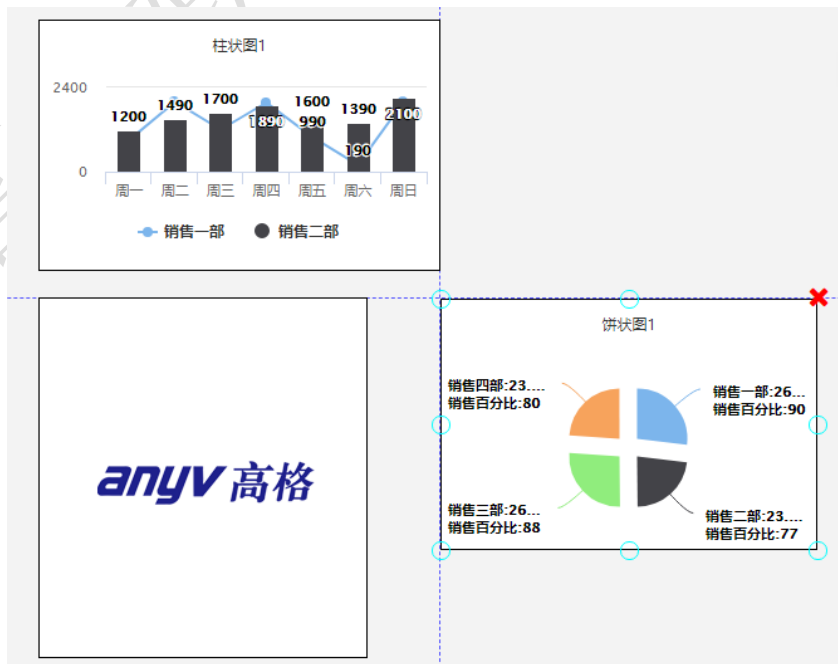 柱状图1
2400
0
1200
1490
1700
1890
1600
990
1390
190
2100
周一
周二
周三
周四
周五
周六
周日
销售一部
销售二部
anyv 高格
饼状图1
销售四部:23....
销售百分比:80
销售一部:26...
销售百分比:90
销售三部:26...
销售百分比:88
销售二部:23....
销售百分比:77